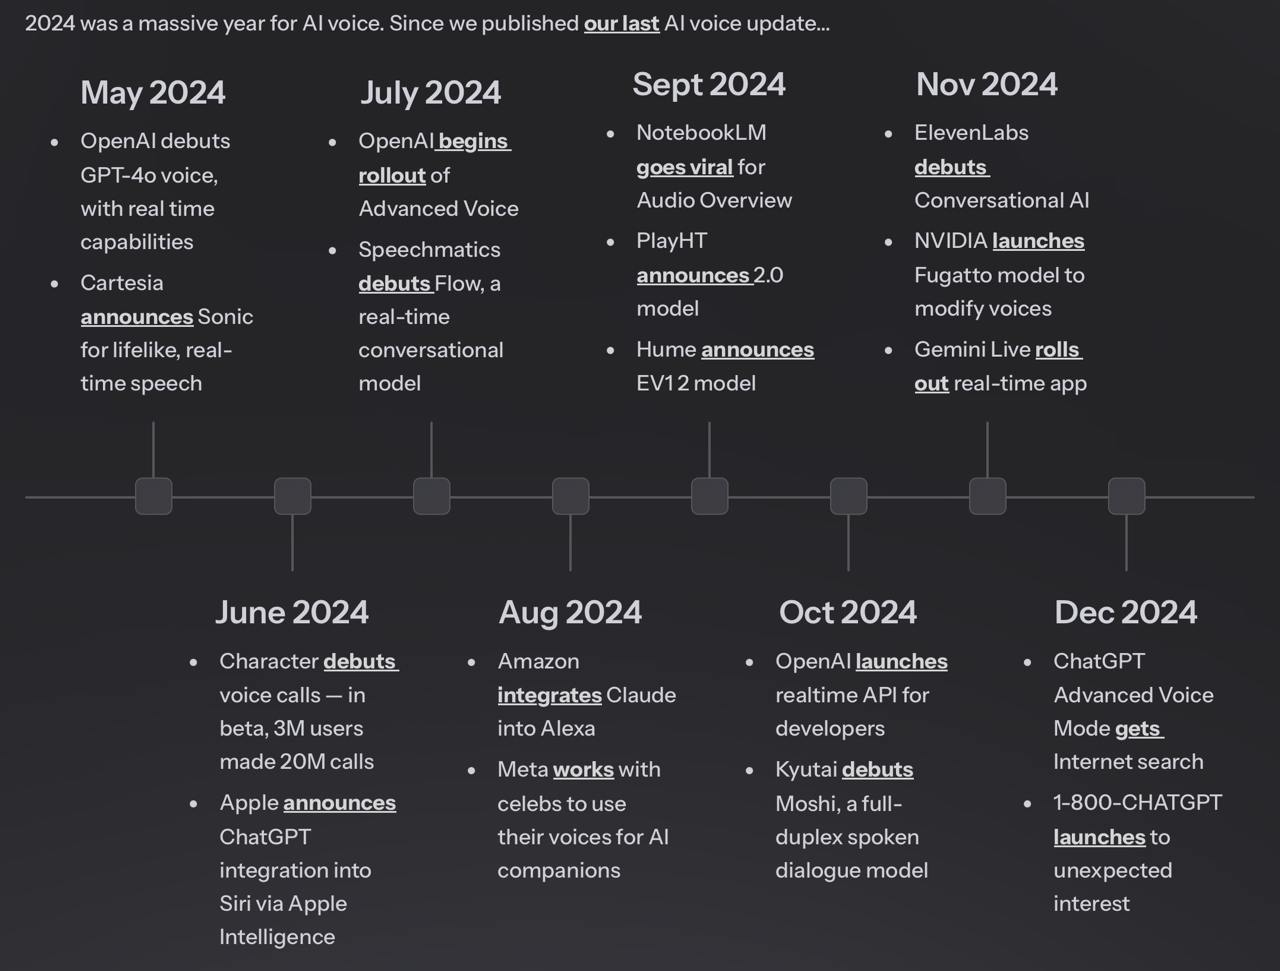 2024 was a massive year for AI voice. Since we published our last AI voice update...
May 2024
• OpenAI debuts
GPT-4o voice,
with real time
capabilities
• Cartesia
announces Sonic
for lifelike, real-
time speech
July 2024
• OpenAI begins
rollout of
Advanced Voice
• Speechmatics
debuts Flow, a
real-time
conversational
model
Sept 2024
• NotebookLM
goes viral for
Audio Overview
• PlayHT
announces 2.0
model
• Hume announces
EV1 2 model
Nov 2024
• ElevenLabs
debuts
Conversational AI
• NVIDIA launches
Fugatto model to
modify voices
• Gemini Live rolls
out real-time app
June 2024
• Character debuts
voice calls — in
beta, 3M users
made 20M calls
• Apple announces
ChatGPT
integration into
Siri via Apple
Intelligence
Aug 2024
• Amazon
integrates Claude
into Alexa
• Meta works with
celebs to use
their voices for AI
companions
Oct 2024
• OpenAI launches
realtime API for
developers
• Kyutai debuts
Moshi, a full-
duplex spoken
dialogue model
Dec 2024
• ChatGPT
Advanced Voice
Mode gets
Internet search
• 1-800-CHATGPT
launches to
unexpected
interest